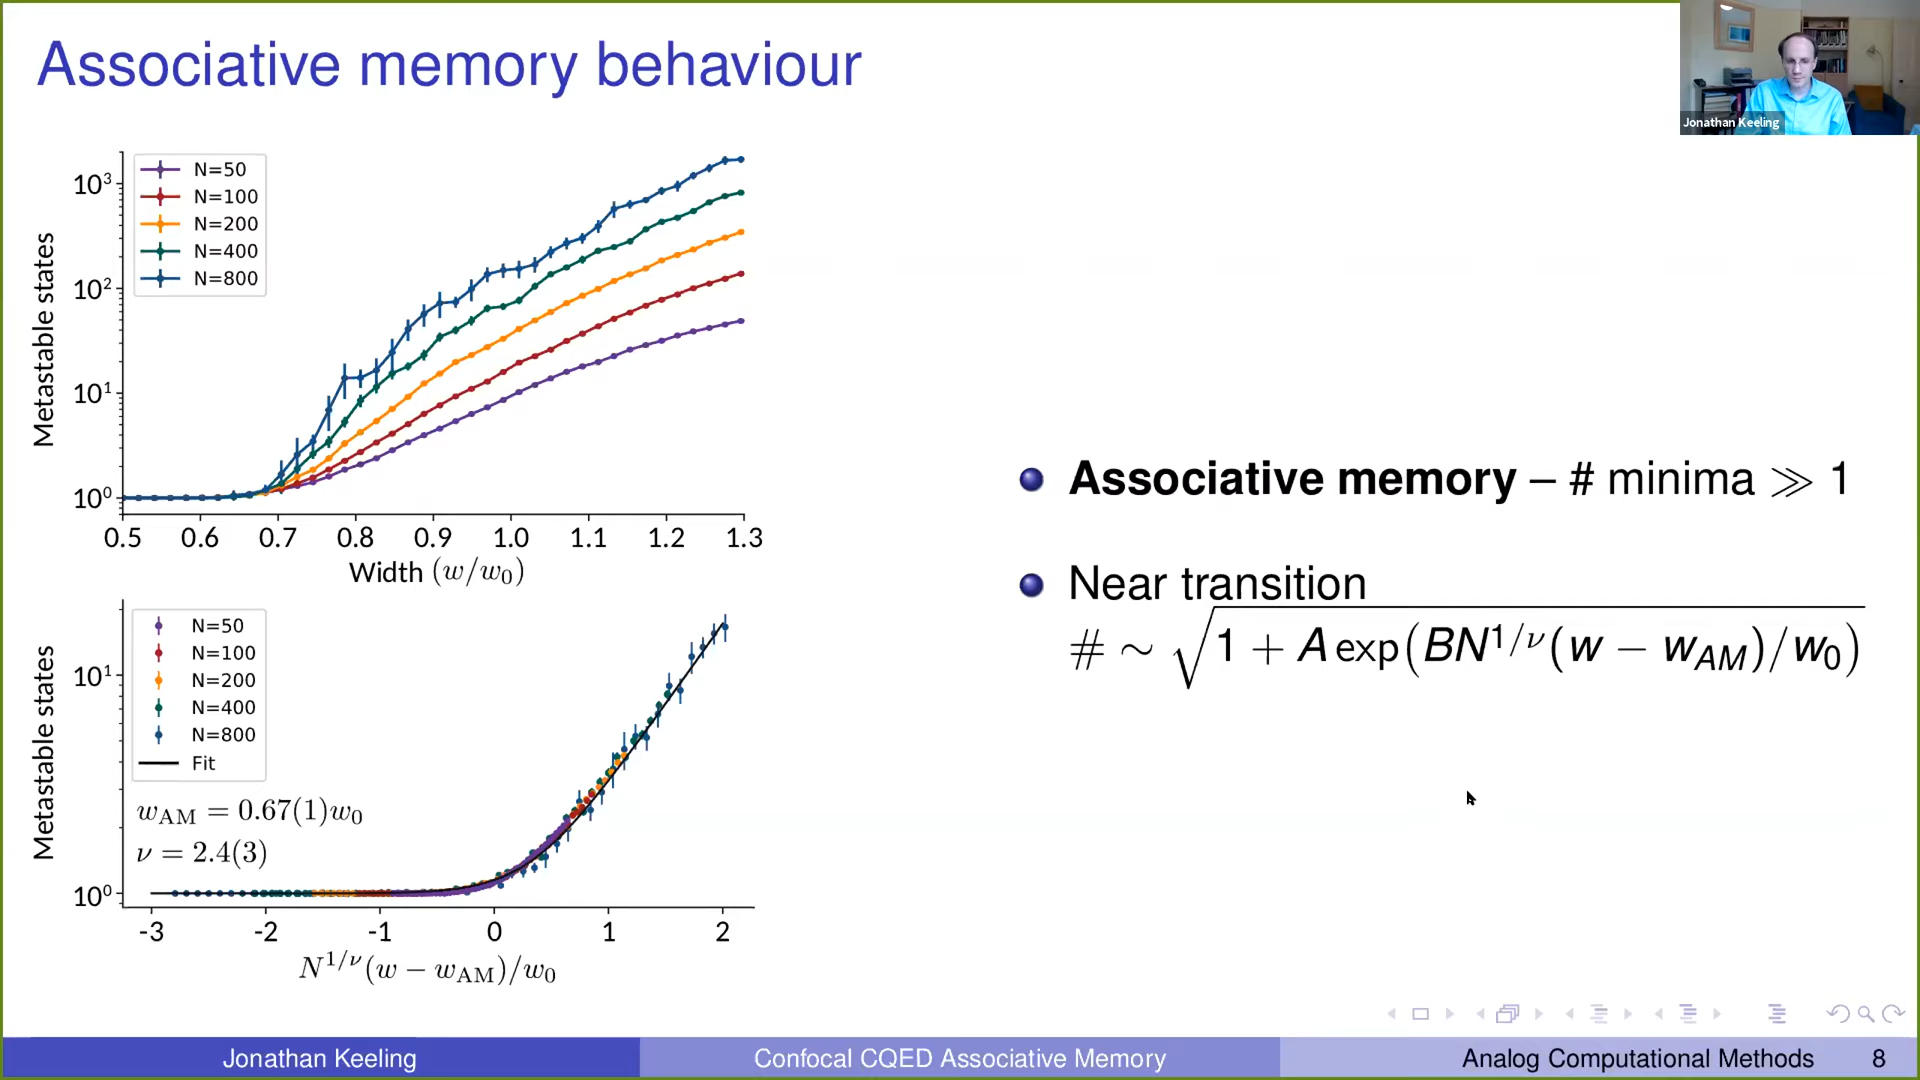 Associative memory behaviour
Jonathan Keeling
Metastable states
10³
10²
10¹
10⁰
N=50
N=100
N=200
N=400
N=800
0.5 0.6 0.7 0.8 0.9 1.0 1.1 1.2 1.3
Width (w/w₀)
Metastable states
10¹
10⁰
N=50
N=100
N=200
N=400
N=800
Fit
w_AM = 0.67(1)w₀
ν = 2.4(3)
-3 -2 -1 0 1 2
N^{1/ν}(w − w_AM)/w₀
Associative memory – # minima ≫ 1
Near transition
# ∼ √(1 + A exp(BN^{1/ν}(w − w_AM)/w₀))
Jonathan Keeling Confocal CQED Associative Memory Analog Computational Methods 8